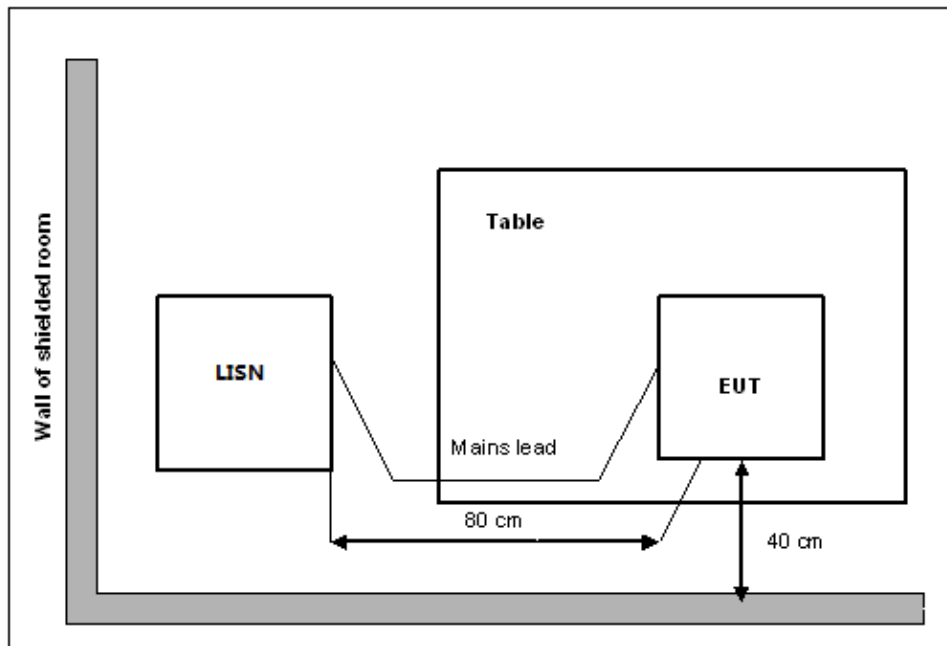 Wall of shielded room
Table
LISN
EUT
Mains lead
80 cm
40 cm